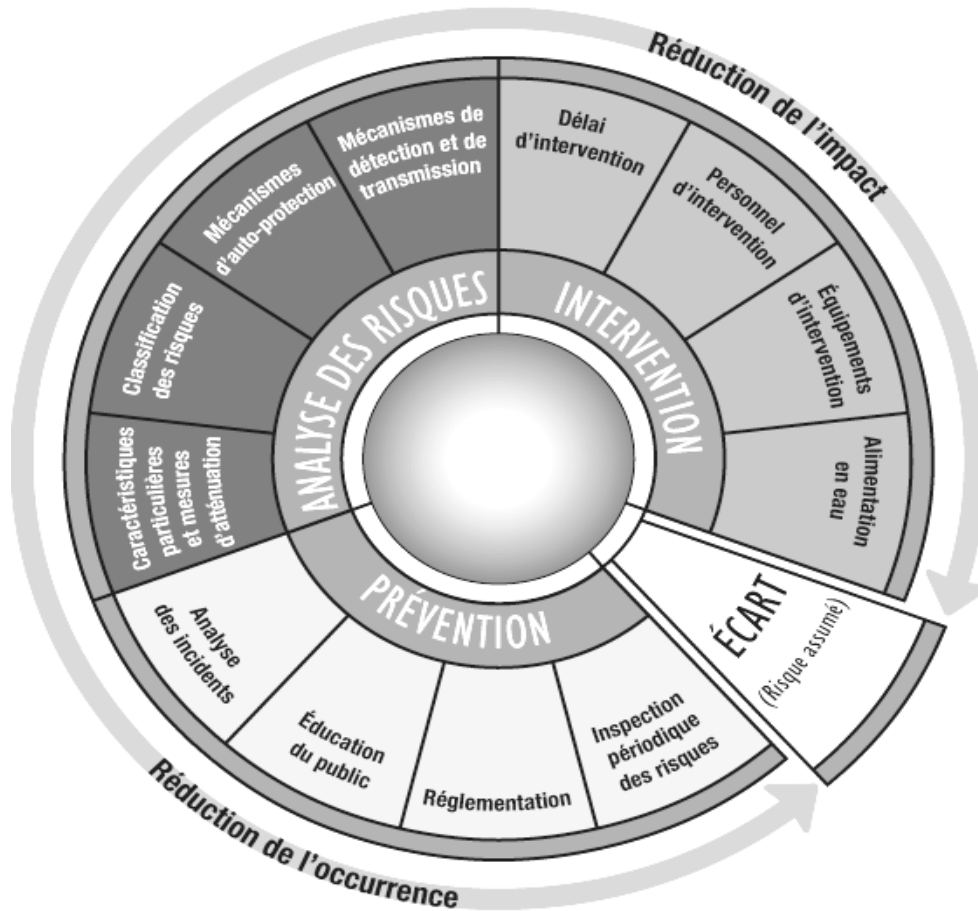 Réduction de l'impact
Mécanismes de
détection et de
transmission
Délai
d'intervention
Personnel
d'intervention
Mécanismes
d'auto-protection
Équipements
d'intervention
Classification
des risques
ANALYSE DES RISQUES
INTERVENTION
Alimentation
en eau
Caractéristiques
particulières
et mesures
d'atténuation
PRÉVENTION
ÉCART
(Risque assumé)
Analyse
des incidents
Éducation
du public
Réglementation
Inspection
périodique
des risques
Réduction de l'occurrence